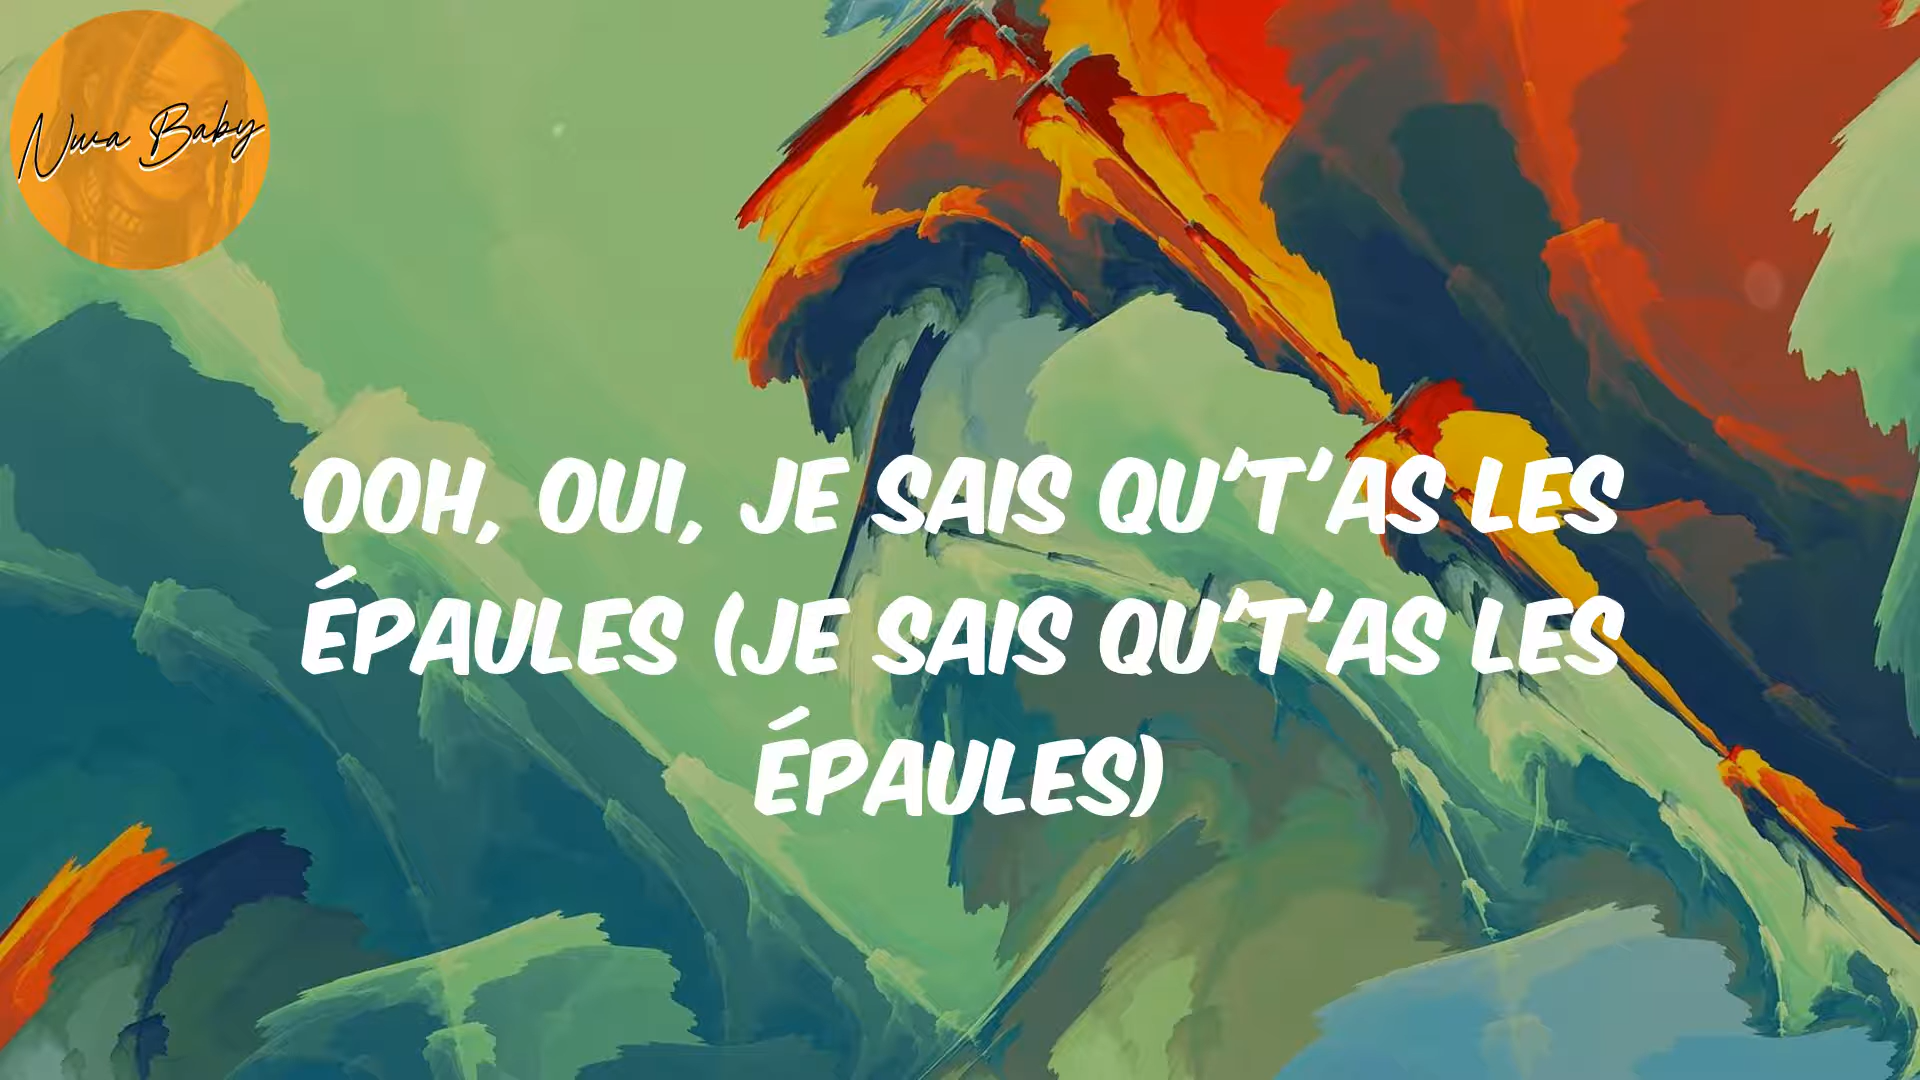 Nwa Baby
OOH, OUI, JE SAIS QU'T'AS LES
ÉPAULES (JE SAIS QU'T'AS LES
ÉPAULES)